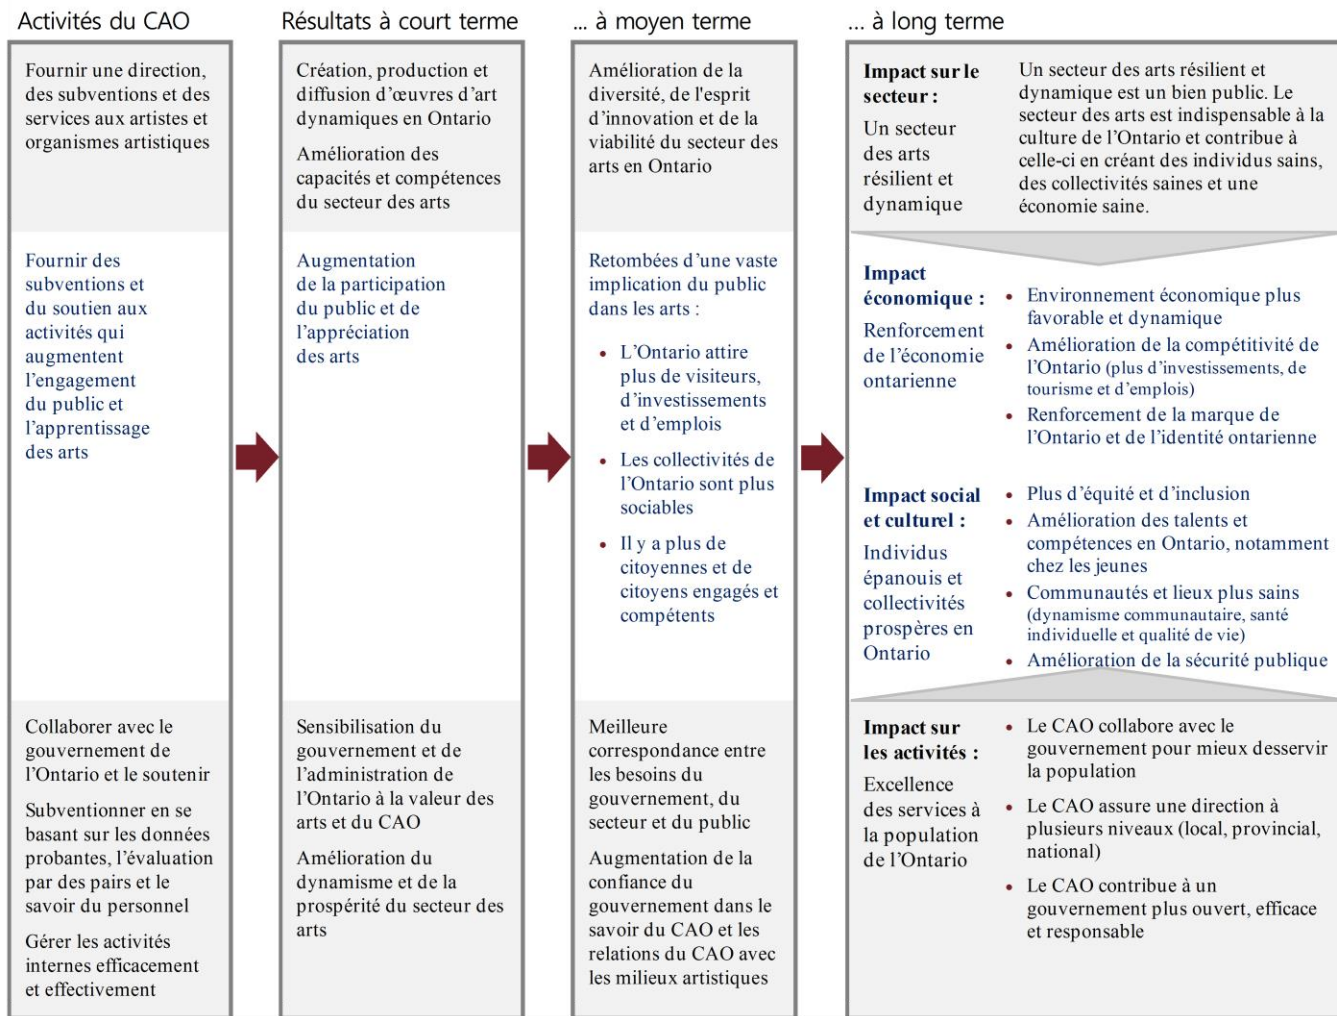 Activités du CAO
Fournir une direction,
des subventions et des
services aux artistes et
organismes artistiques
Fournir des
subventions et
du soutien aux
activités qui
augmentent
l’engagement
du public et
l’apprentissage
des arts
Collaborer avec le
gouvernement de
l’Ontario et le soutenir
Subventionner en se
basant sur les données
probantes, l’évaluation
par des pairs et le
savoir du personnel
Gérer les activités
internes efficacement
et effectivement
Résultats à court terme
Création, production et
diffusion d’œuvres d’art
dynamiques en Ontario
Amélioration des
capacités et compétences
du secteur des arts
Augmentation
de la participation
du public et de
l’appréciation
des arts
Sensibilisation du
gouvernement et de
l’administration de
l’Ontario à la valeur des
arts et du CAO
Amélioration du
dynamisme et de la
prospérité du secteur des
arts
... à moyen terme
Amélioration de la
diversité, de l'esprit
d’innovation et de la
viabilité du secteur des
arts en Ontario
Retombées d’une vaste
implication du public
dans les arts :
• L’Ontario attire
plus de visiteurs,
d’investissements
et d’emplois
• Les collectivités de
l’Ontario sont plus
sociables
• Il y a plus de
citoyennes et de
citoyens engagés et
compétents
Meilleure
correspondance entre
les besoins du
gouvernement, du
secteur et du public
Augmentation de la
confiance du
gouvernement dans le
savoir du CAO et les
relations du CAO avec
les milieux artistiques
... à long terme
Impact sur le
secteur :
Un secteur
des arts
résilient et
dynamique
Un secteur des arts résilient et
dynamique est un bien public. Le
secteur des arts est indispensable à la
culture de l’Ontario et contribue à
celle-ci en créant des individus sains,
des collectivités saines et une
économie saine.
Impact
économique :
Renforcement
de l’économie
ontarienne
• Environnement économique plus
favorable et dynamique
• Amélioration de la compétitivité de
l’Ontario (plus d’investissements, de
tourisme et d’emplois)
• Renforcement de la marque de
l’Ontario et de l’identité ontarienne
Impact social
et culturel :
Individus
épanouis et
collectivités
prospères en
Ontario
• Plus d’équité et d’inclusion
• Amélioration des talents et
compétences en Ontario, notamment
chez les jeunes
• Communautés et lieux plus sains
(dynamisme communautaire, santé
individuelle et qualité de vie)
• Amélioration de la sécurité publique
Impact sur
les activités :
Excellence
des services à
la population
de l’Ontario
• Le CAO collabore avec le
gouvernement pour mieux desservir
la population
• Le CAO assure une direction à
plusieurs niveaux (local, provincial,
national)
• Le CAO contribue à un
gouvernement plus ouvert, efficace
et responsable